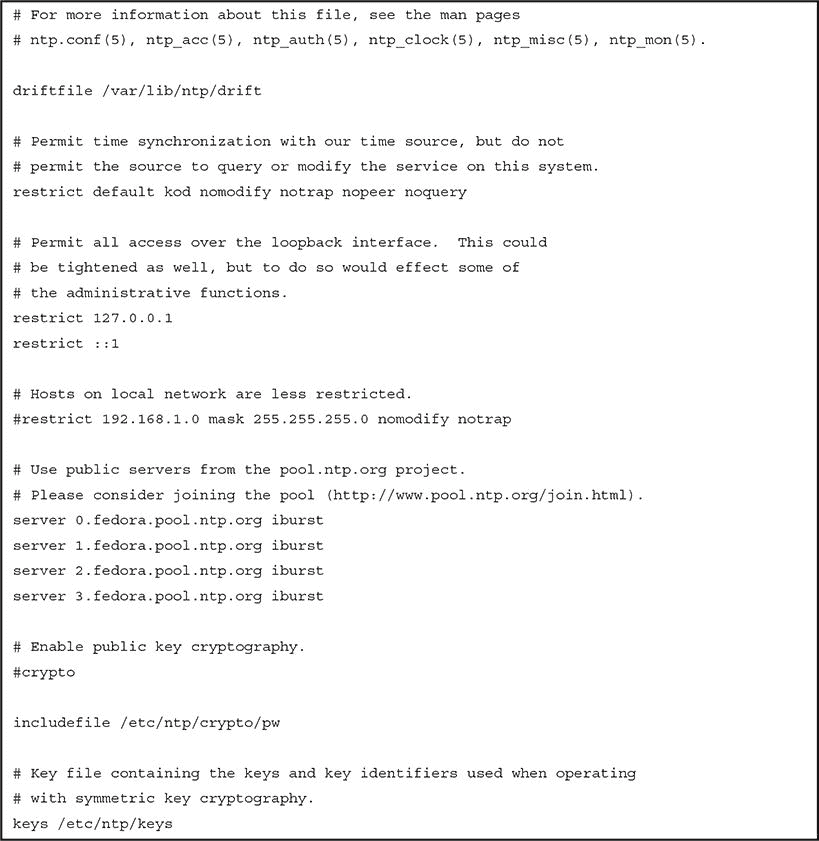 # For more information about this file, see the man pages
# ntp.conf(5), ntp_acc(5), ntp_auth(5), ntp_clock(5), ntp_misc(5), ntp_mon(5).
driftfile /var/lib/ntp/drift
# Permit time synchronization with our time source, but do not
# permit the source to query or modify the service on this system.
restrict default kod nomodify notrap nopeer noquery
# Permit all access over the loopback interface.  This could
# be tightened as well, but to do so would effect some of
# the administrative functions.
restrict 127.0.0.1
restrict ::1
# Hosts on local network are less restricted.
#restrict 192.168.1.0 mask 255.255.255.0 nomodify notrap
# Use public servers from the pool.ntp.org project.
# Please consider joining the pool (http://www.pool.ntp.org/join.html).
server 0.fedora.pool.ntp.org iburst
server 1.fedora.pool.ntp.org iburst
server 2.fedora.pool.ntp.org iburst
server 3.fedora.pool.ntp.org iburst
# Enable public key cryptography.
#crypto
includefile /etc/ntp/crypto/pw
# Key file containing the keys and key identifiers used when operating
# with symmetric key cryptography.
keys /etc/ntp/keys